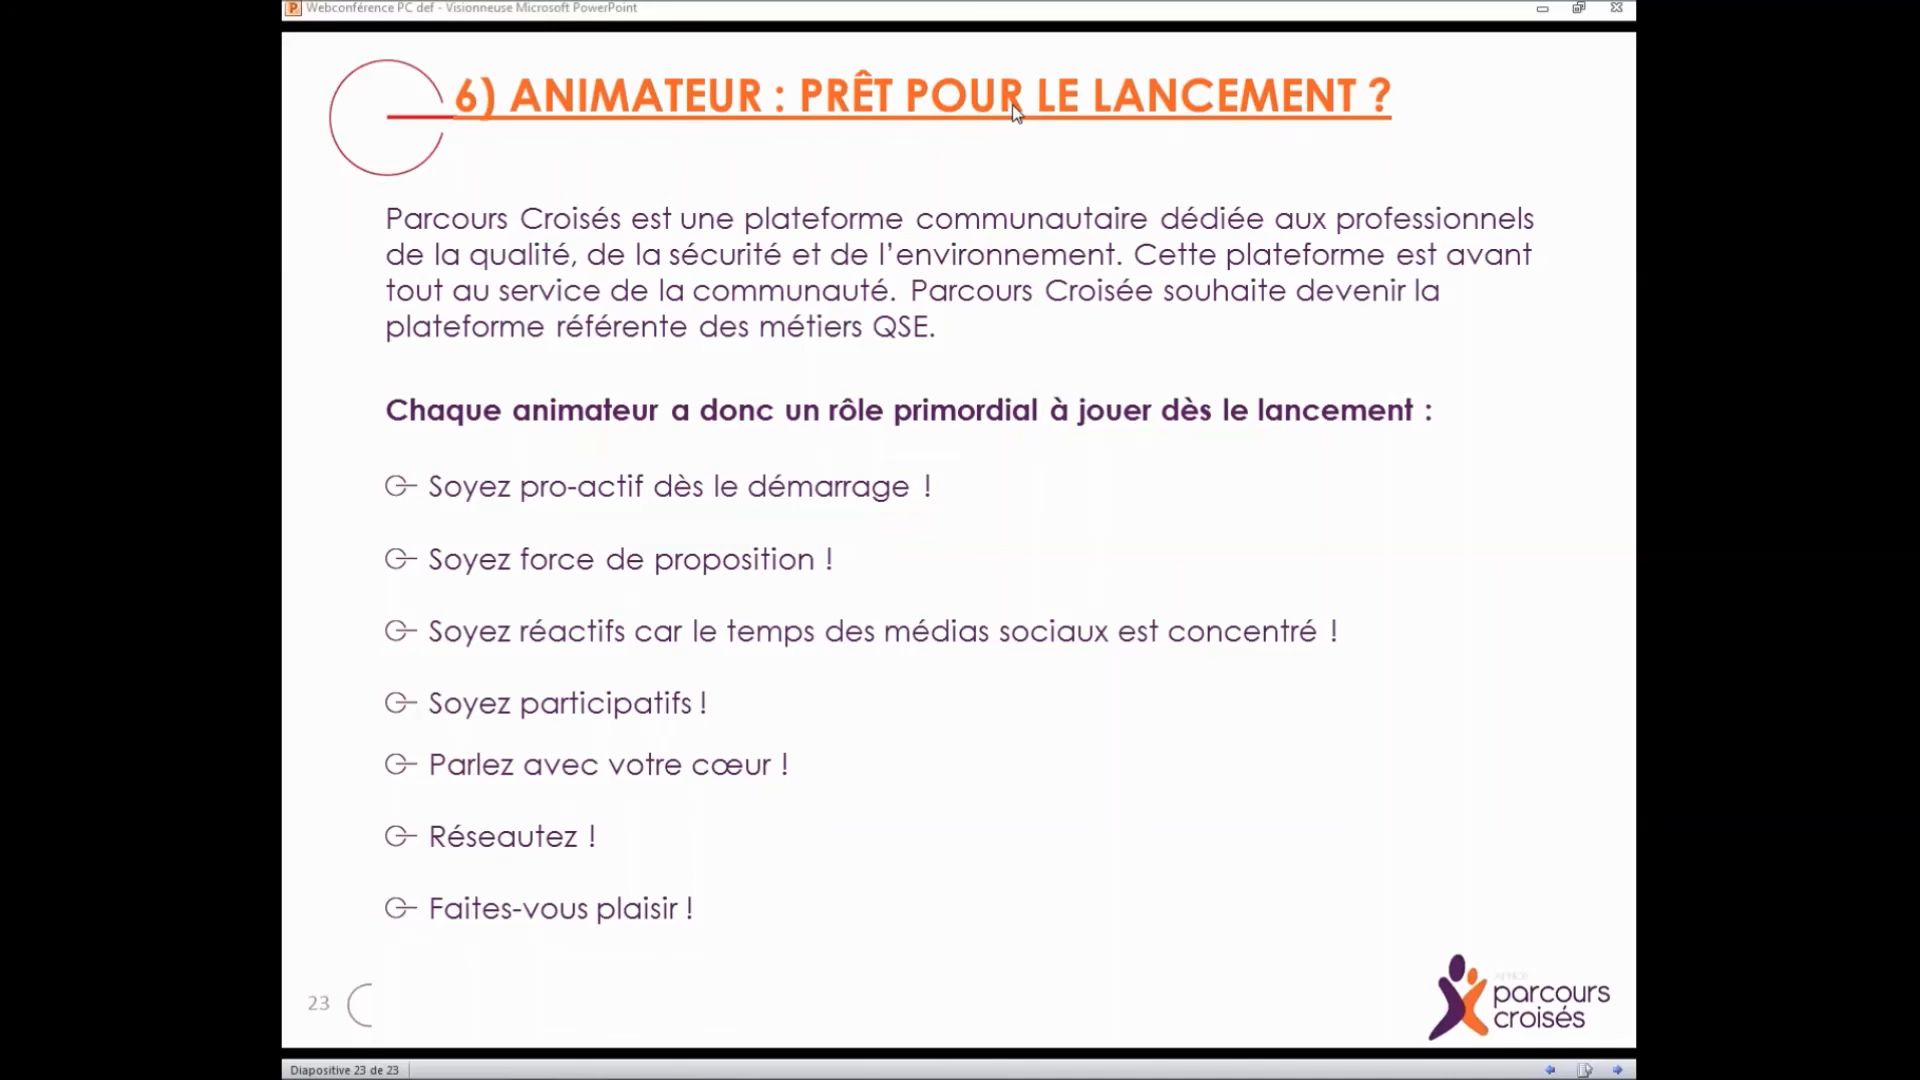 Webconférence PC def - Visionneuse Microsoft PowerPoint
6) ANIMATEUR : PRÊT POUR LE LANCEMENT ?
Parcours Croisés est une plateforme communautaire dédiée aux professionnels
de la qualité, de la sécurité et de l’environnement. Cette plateforme est avant
tout au service de la communauté. Parcours Croisée souhaite devenir la
plateforme référente des métiers QSE.
Chaque animateur a donc un rôle primordial à jouer dès le lancement :
Soyez pro-actif dès le démarrage !
Soyez force de proposition !
Soyez réactifs car le temps des médias sociaux est concentré !
Soyez participatifs !
Parlez avec votre cœur !
Réseautez !
Faites-vous plaisir !
23
parcours
croisés
Diapositive 23 de 23